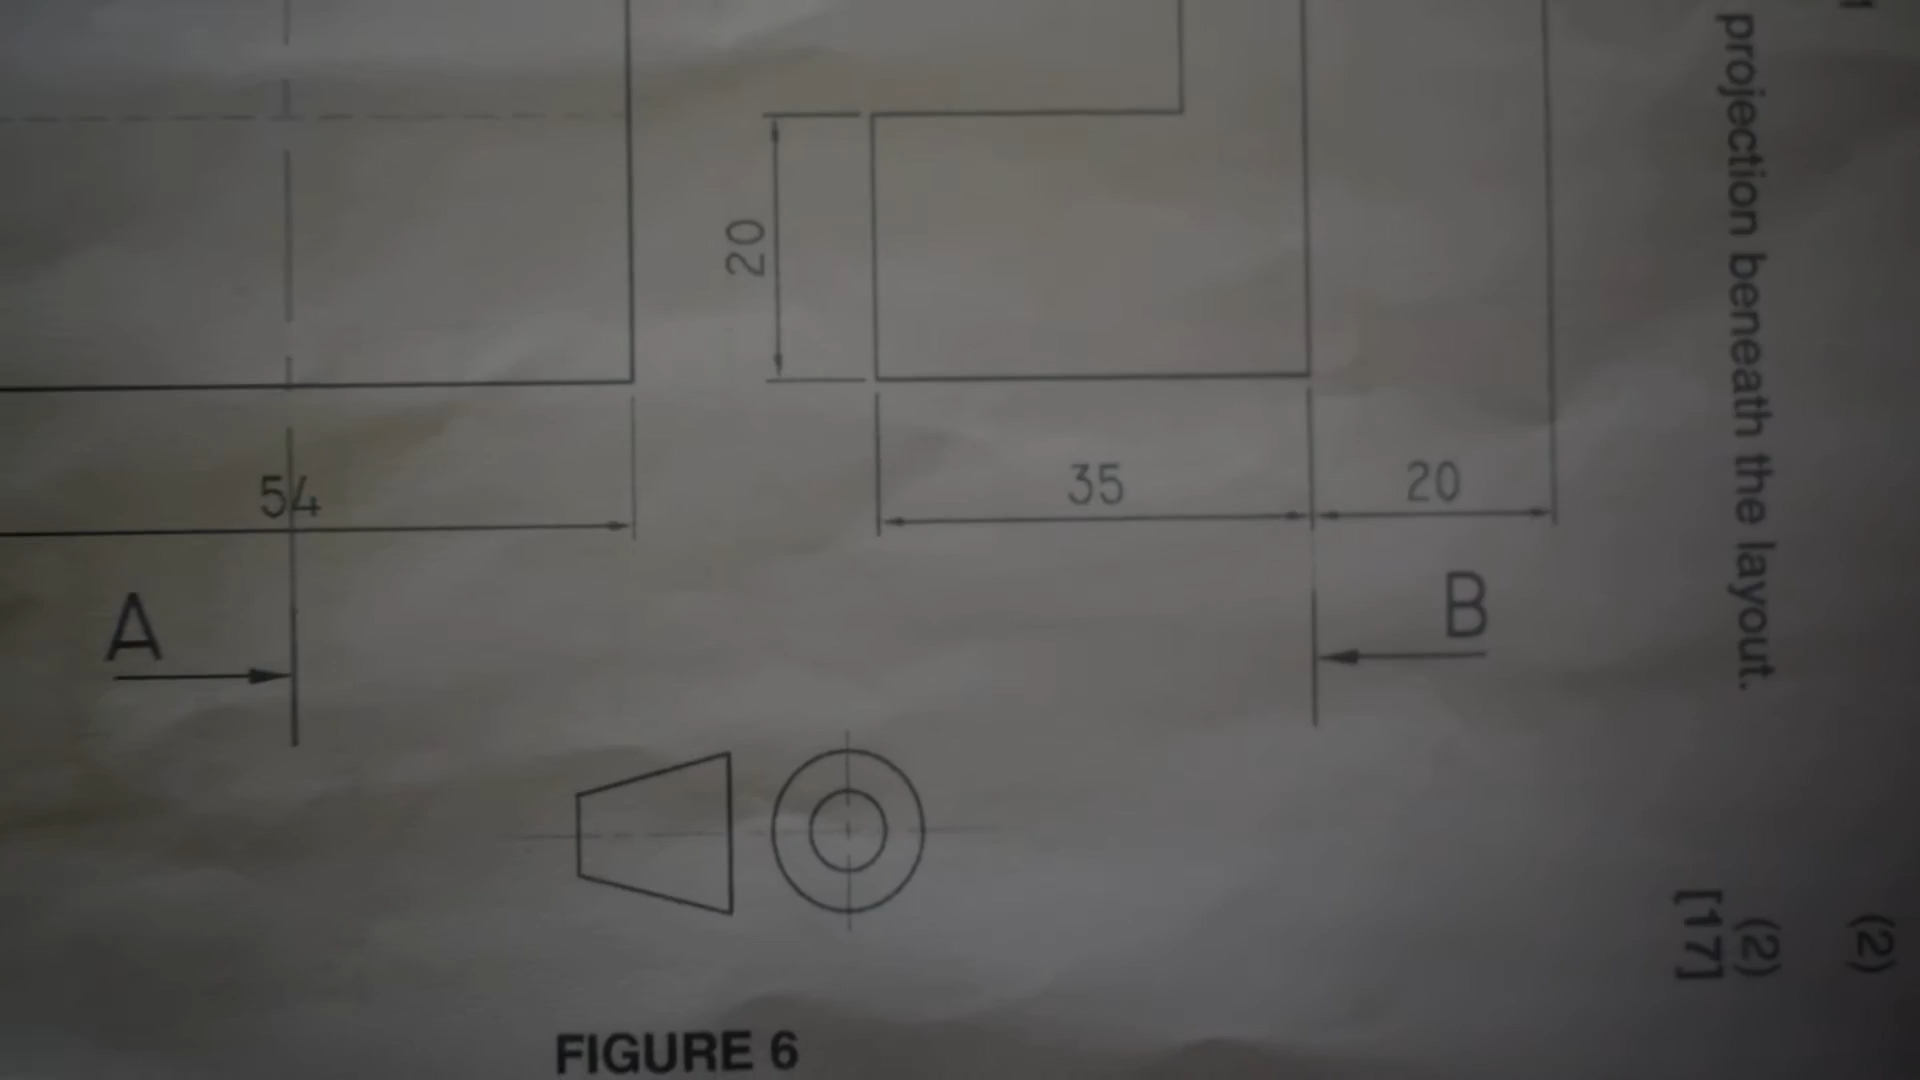 20
54
35
20
A
B
FIGURE 6
projection beneath the layout.
(2)
(2)
[17]